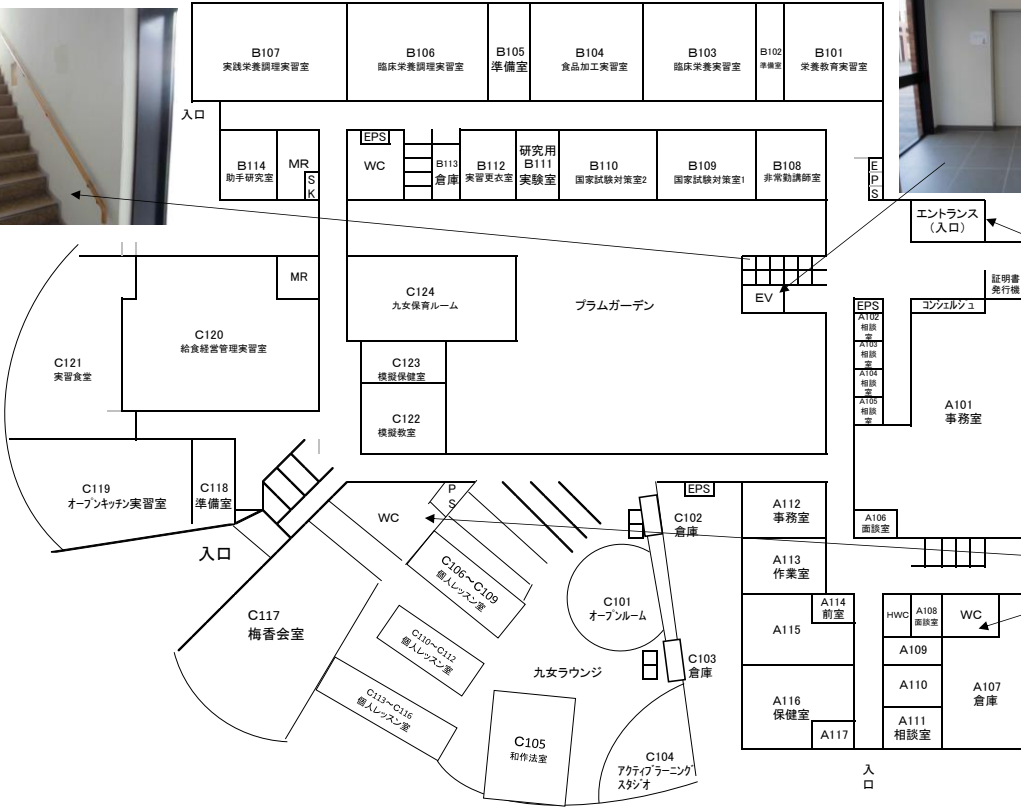 B107
実践栄養調理実習室
B106
臨床栄養調理実習室
B105
準備室
B104
食品加工実習室
B103
臨床栄養実習室
B102
準備室
B101
栄養教育実習室
入口
B114
助手研究室
MR
S
K
EPS
WC
B113
倉庫
B112
実習更衣室
研究用
B111
実験室
B110
国家試験対策室2
B109
国家試験対策室1
B108
非常勤講師室
E
P
S
エントランス
(入口)
証明書
発行機
コンシェルジュ
MR
C124
九女保育ルーム
プラムガーデン
EV
EPS
A102
相談
室
A103
相談
室
A104
相談
室
A105
相談
室
A101
事務室
C120
給食経営管理実習室
C121
実習食堂
C123
模擬保健室
C122
模擬教室
C119
オープンキッチン実習室
C118
準備室
入口
P
S
WC
EPS
C102
倉庫
A112
事務室
A106
面談室
A113
作業室
C106～C109
個人レッスン室
C101
オープンルーム
C117
梅香会室
C110～C112
個人レッスン室
A114
前室
A115
HWC
A108
面談室
WC
A109
C103
倉庫
九女ラウンジ
C113～C116
個人レッスン室
A116
保健室
A110
A107
倉庫
A111
相談室
A117
C105
和作法室
C104
アクティブラーニング
スタジオ
入
口